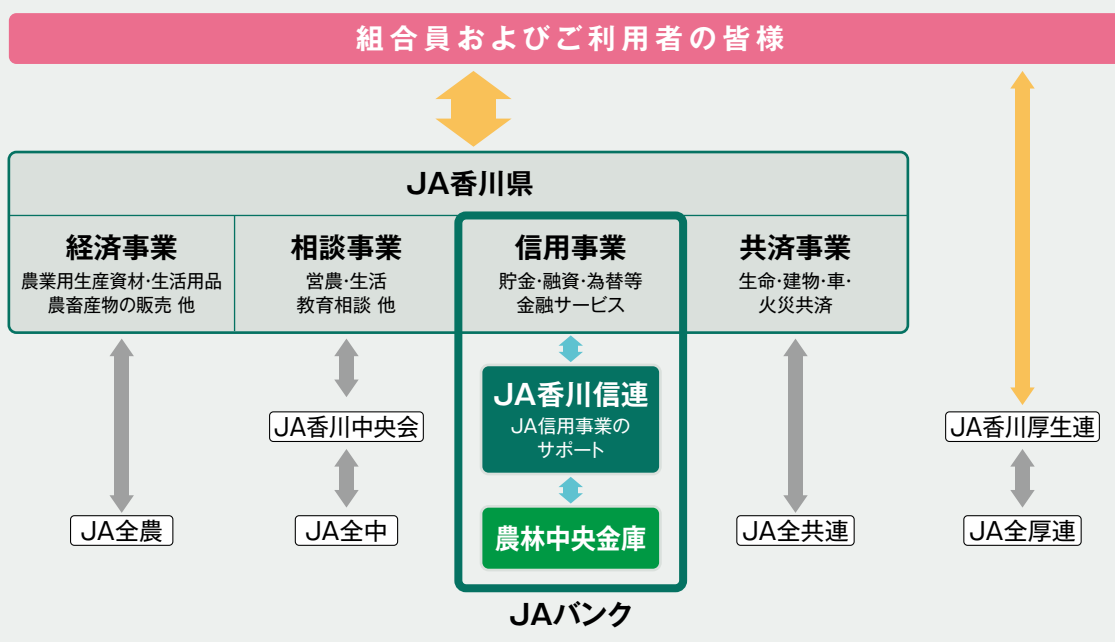 組合員およびご利用者の皆様
JA香川県
経済事業
農業用生産資材・生活用品
農畜産物の販売 他
相談事業
営農・生活
教育相談 他
信用事業
貯金・融資・為替等
金融サービス
共済事業
生命・建物・車・
火災共済
JA香川信連
JA信用事業の
サポート
JA香川中央会
JA香川厚生連
JA全農
JA全中
農林中央金庫
JA全共連
JA全厚連
JAバンク